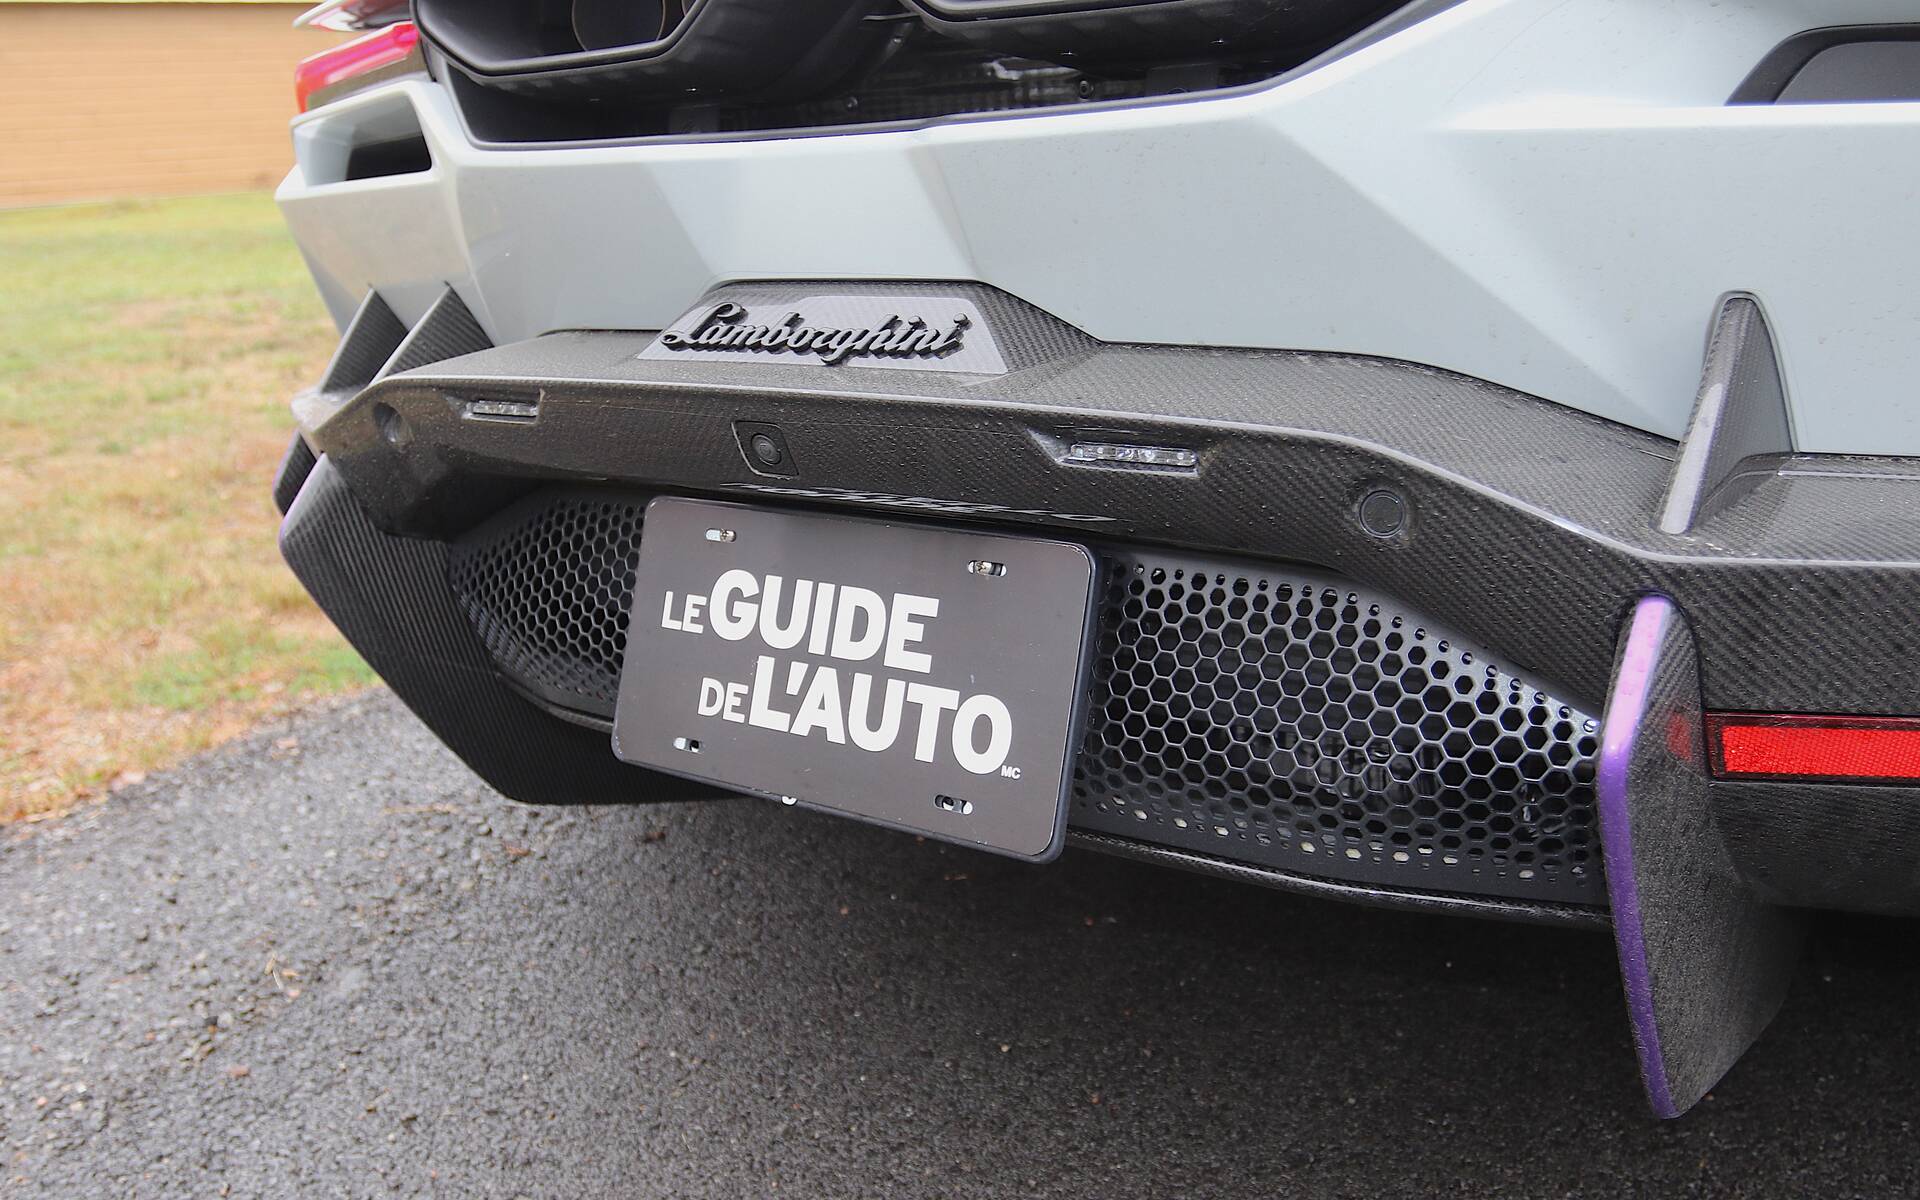 Lamborghini
LE GUIDE
DE L'AUTO MC